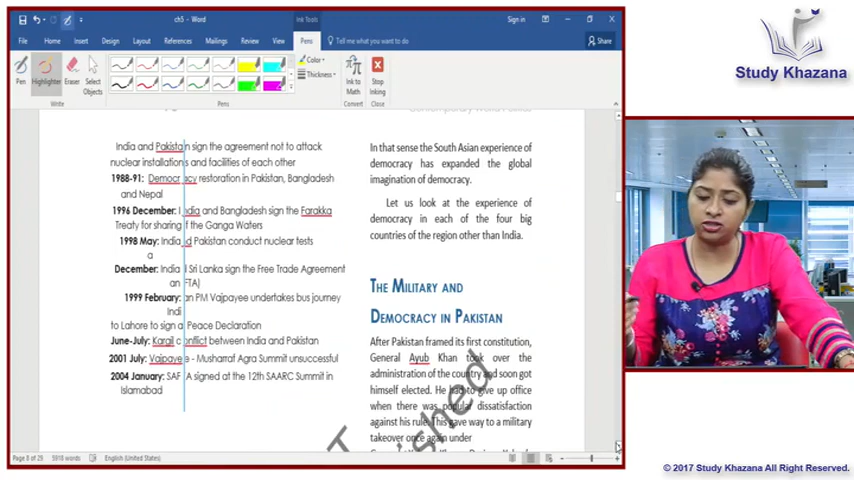 ch5 - Word
Ink Tools
Sign in
File
Home
Insert
Design
Layout
References
Mailings
Review
View
Pens
Tell me what you want to do
Share
Pen
Highlighter
Eraser
Select
Objects
Color
Thickness
Ink to
Math
Stop
Inking
Write
Pens
Convert
Close
India and Pakistan sign the agreement not to attack
nuclear installations and facilities of each other
1988-91: Democracy restoration in Pakistan, Bangladesh
and Nepal
1996 December: India and Bangladesh sign the Farakka
Treaty for sharing of the Ganga Waters
1998 May: India nd Pakistan conduct nuclear tests
a
December: India d Sri Lanka sign the Free Trade Agreement
an (FTA)
1999 February: an PM Vajpayee undertakes bus journey
Indi
to Lahore to sign a Peace Declaration
June-July: Kargil conflict between India and Pakistan
2001 July: Vajpayee - Musharraf Agra Summit unsuccessful
2004 January: SAF A signed at the 12th SAARC Summit in
Islamabad
Contemporary World Politics
In that sense the South Asian experience of
democracy has expanded the global
imagination of democracy.
Let us look at the experience of
democracy in each of the four big
countries of the region other than India.
THE MILITARY AND
DEMOCRACY IN PAKISTAN
After Pakistan framed its first constitution,
General Ayub Khan took over the
administration of the country and soon got
himself elected. He had to give up office
when there was popular dissatisfaction
against his rule. This gave way to a military
takeover once again under
Page 8 of 29
5918 words
English (United States)
Study Khazana
© 2017 Study Khazana All Right Reserved.